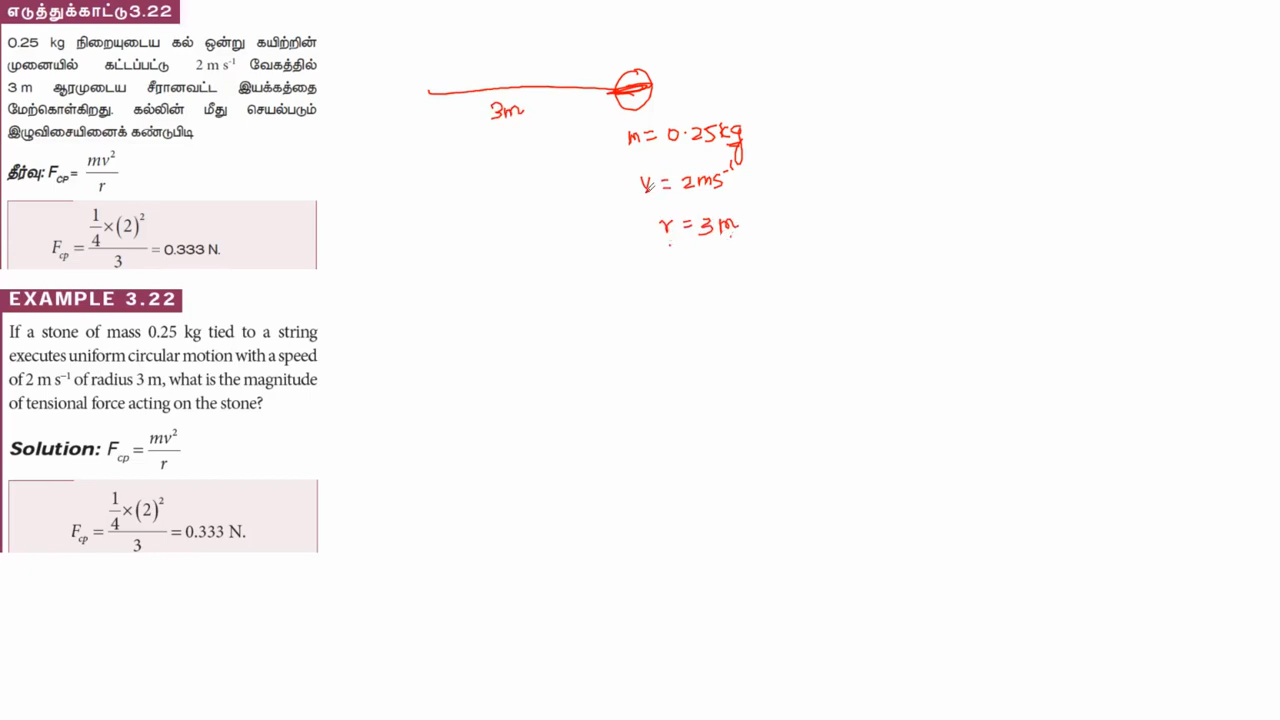 எடுத்துக்காட்டு3.22
0.25 kg நிறையுடைய கல் ஒன்று கயிற்றின்
முனையில் கட்டப்பட்டு 2 m s⁻¹ வேகத்தில்
3 m ஆரமுடைய சீரானவட்ட இயக்கத்தை
மேற்கொள்கிறது. கல்லின் மீது செயல்படும்
இழுவிசையினைக் கண்டுபிடி
தீர்வு: F_CP = mv²/r
F_cp = (1/4 × (2)²)/3 = 0.333 N.
EXAMPLE 3.22
If a stone of mass 0.25 kg tied to a string
executes uniform circular motion with a speed
of 2 m s⁻¹ of radius 3 m, what is the magnitude
of tensional force acting on the stone?
Solution: F_cp = mv²/r
F_cp = (1/4 × (2)²)/3 = 0.333 N.
3m
m = 0.25kg
v = 2ms⁻¹
r = 3m